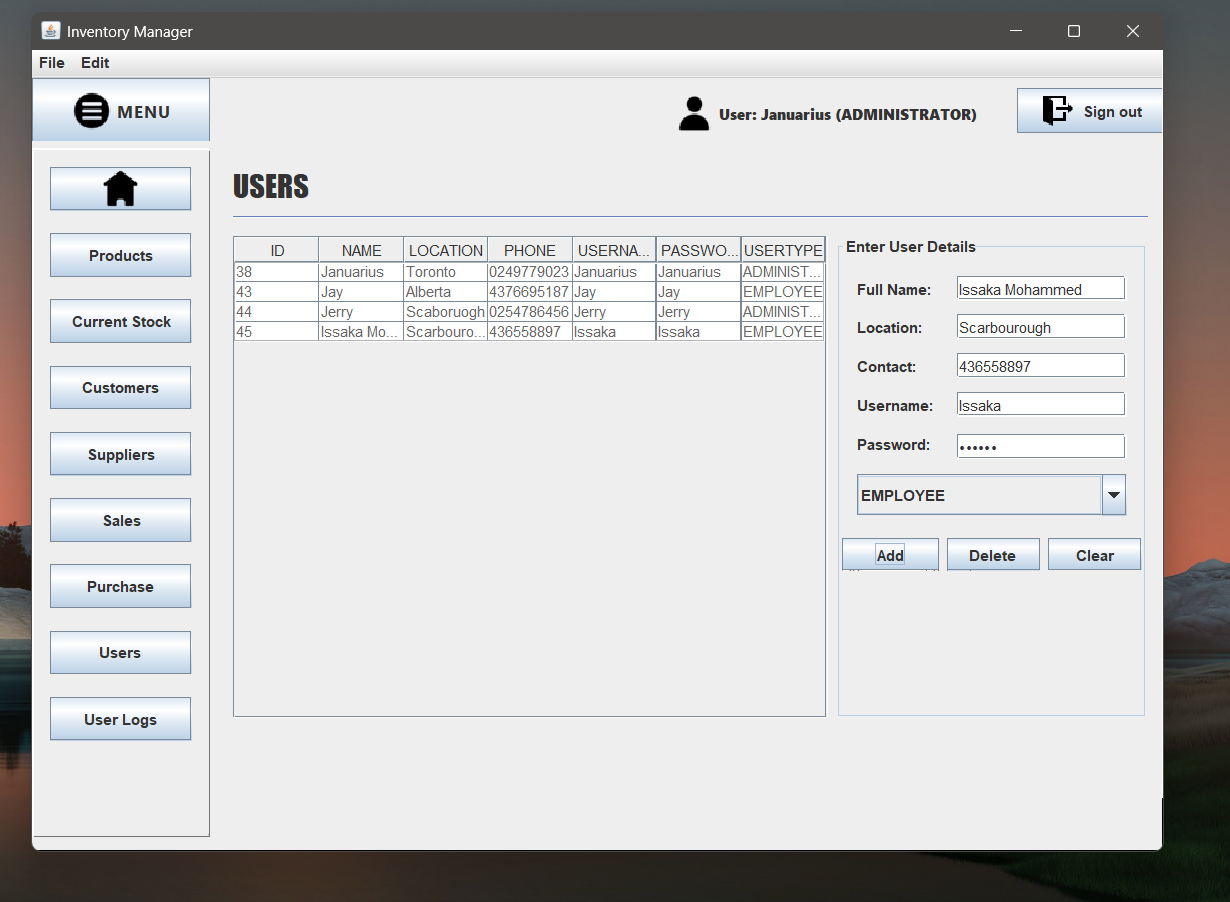 Inventory Manager
File Edit
MENU
User: Januarius (ADMINISTRATOR)
Sign out
USERS
Products
Current Stock
Customers
Suppliers
Sales
Purchase
Users
User Logs
ID NAME LOCATION PHONE USERNA... PASSWO... USERTYPE
38 Januarius Toronto 0249779023 Januarius Januarius ADMINIST...
43 Jay Alberta 4376695187 Jay Jay EMPLOYEE
44 Jerry Scaboruogh 0254786456 Jerry Jerry ADMINIST...
45 Issaka Mo... Scarbouro... 436558897 Issaka Issaka EMPLOYEE
Enter User Details
Full Name: Issaka Mohammed
Location: Scarbourough
Contact: 436558897
Username: Issaka
Password: ••••••
EMPLOYEE
Add Delete Clear